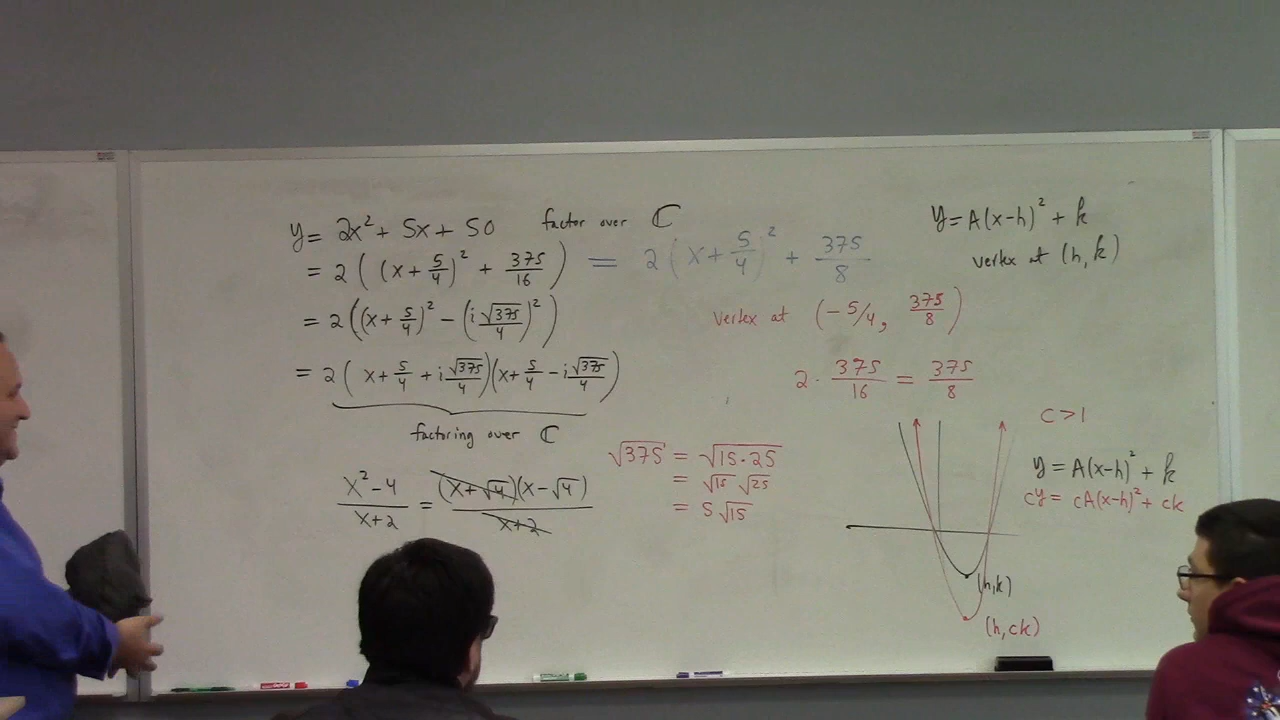 y = 2x² + 5x + 50 factor over ℂ
= 2((x + 5/4)² + 375/16) = 2(x + 5/4)² + 375/8
= 2((x + 5/4)² - (i√375/4)²)
= 2(x + 5/4 + i√375/4)(x + 5/4 - i√375/4)
factoring over ℂ
(x² - 4)/(x + 2) = (x + √4)(x - √4)/(x + 2)
√375 = √(15·25)
= √15 √25
= 5√15
y = A(x-h)² + k
vertex at (h, k)
vertex at (-5/4, 375/8)
2 · 375/16 = 375/8
c > 1
y = A(x-h)² + k
cy = cA(x-h)² + ck
(h, k)
(h, ck)